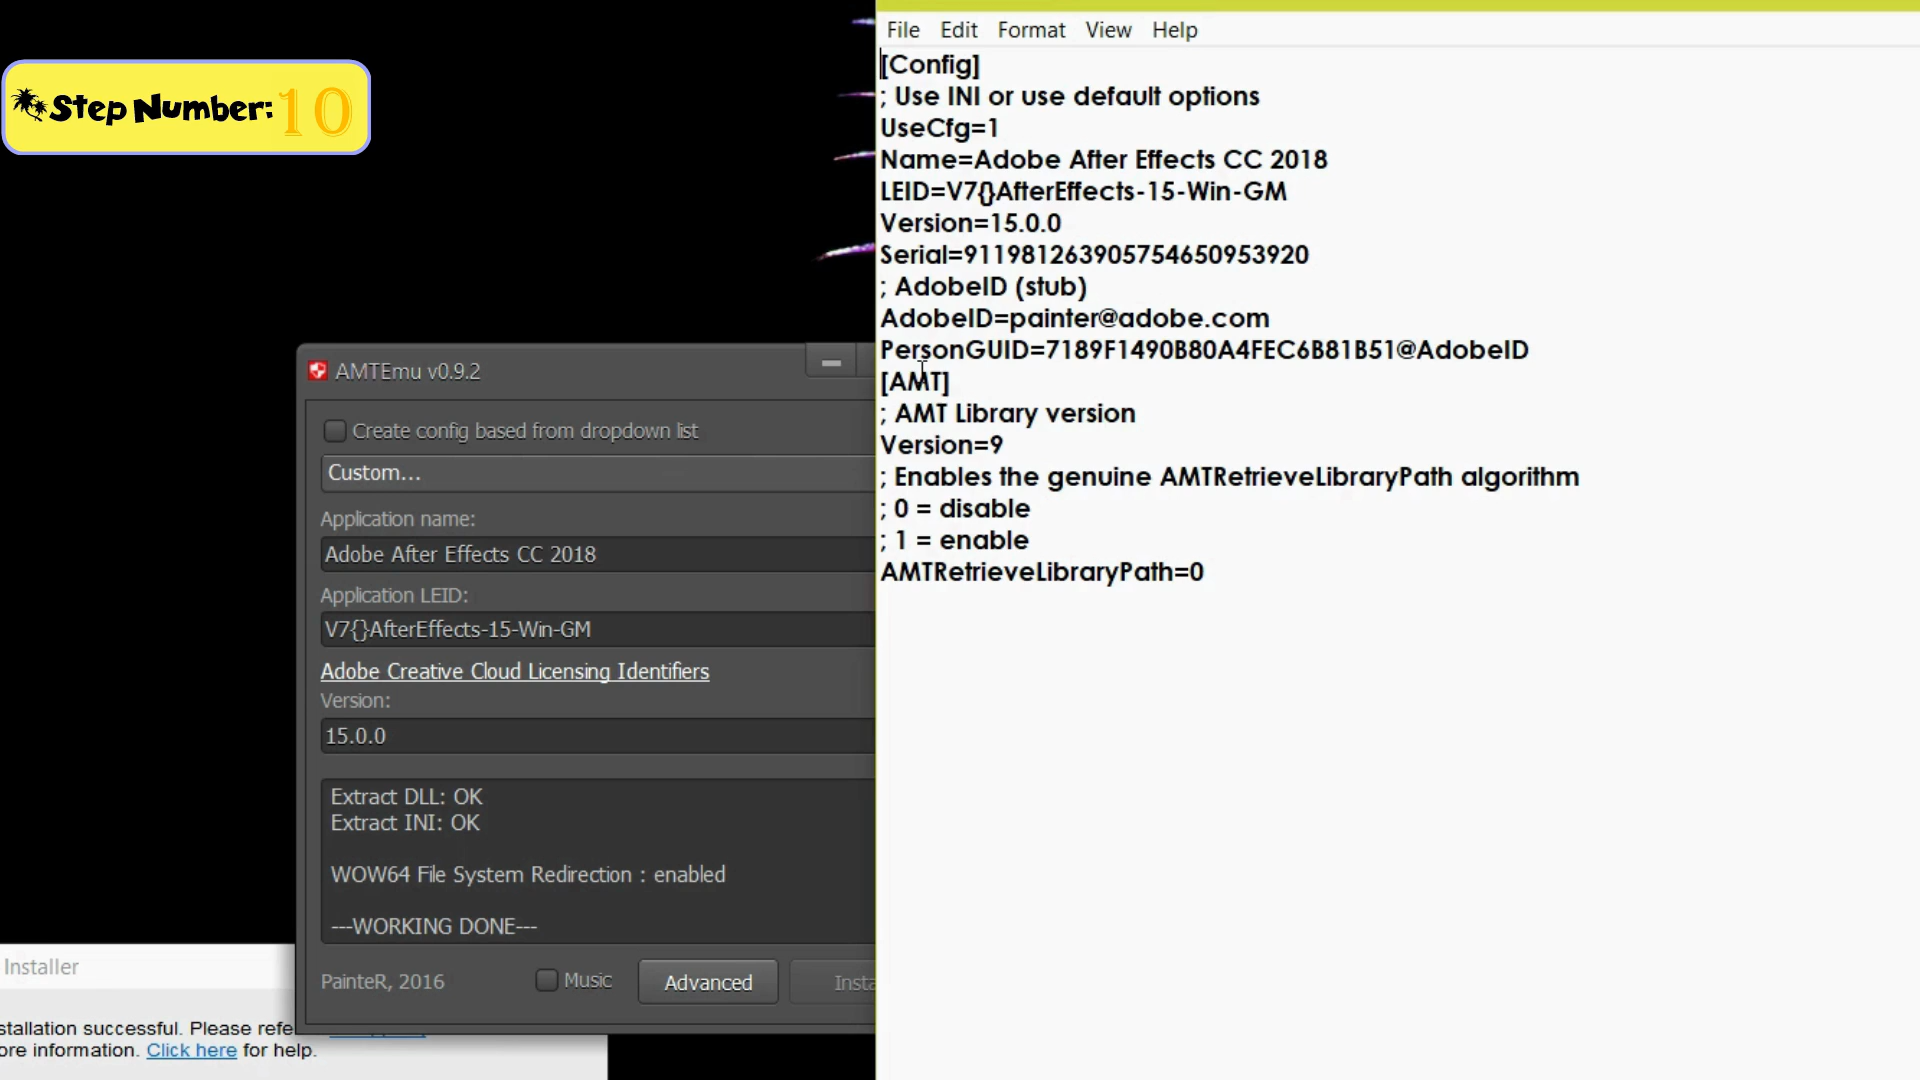 Step Number: 10
File Edit Format View Help
[Config]
; Use INI or use default options
UseCfg=1
Name=Adobe After Effects CC 2018
LEID=V7{}AfterEffects-15-Win-GM
Version=15.0.0
Serial=911981263905754650953920
; AdobeID (stub)
AdobeID=painter@adobe.com
PersonGUID=7189F1490B80A4FEC6B81B51@AdobeID
[AMT]
; AMT Library version
Version=9
; Enables the genuine AMTRetrieveLibraryPath algorithm
; 0 = disable
; 1 = enable
AMTRetrieveLibraryPath=0
AMTEmu v0.9.2
Create config based from dropdown list
Custom...
Application name:
Adobe After Effects CC 2018
Application LEID:
V7{}AfterEffects-15-Win-GM
Adobe Creative Cloud Licensing Identifiers
Version:
15.0.0
Extract DLL: OK
Extract INI: OK
WOW64 File System Redirection : enabled
---WORKING DONE---
PainteR, 2016 Music Advanced Insta
Installer
stallation successful. Please refe
ore information. Click here for help.